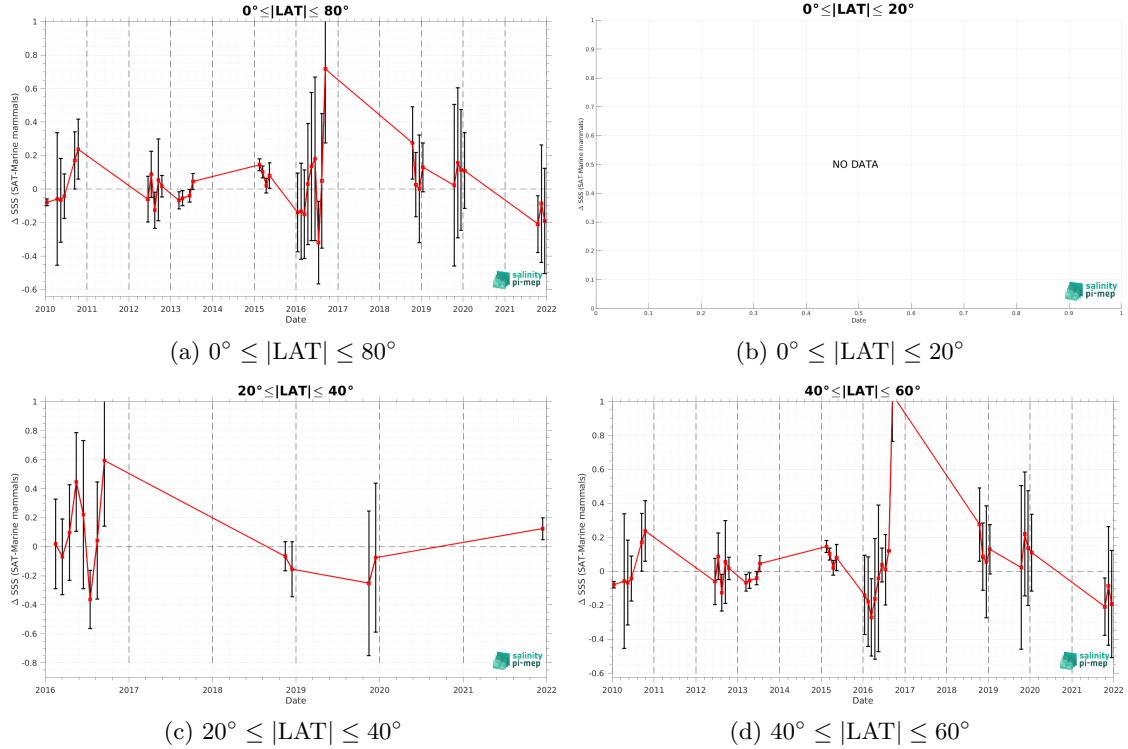 0°≤|LAT|≤ 80°
Δ SSS (SAT-Marine mammals)
1
0.8
0.6
0.4
0.2
0
-0.2
-0.4
-0.6
2010 2011 2012 2013 2014 2015 2016 2017 2018 2019 2020 2021 2022
Date
salinity
pi-mep
(a) 0° ≤ |LAT| ≤ 80°
0°≤|LAT|≤ 20°
Δ SSS (SAT-Marine mammals)
1
0.9
0.8
0.7
0.6
0.5
0.4
0.3
0.2
0.1
0
NO DATA
0 0.1 0.2 0.3 0.4 0.5 0.6 0.7 0.8 0.9 1
Date
salinity
pi-mep
(b) 0° ≤ |LAT| ≤ 20°
20°≤|LAT|≤ 40°
Δ SSS (SAT-Marine mammals)
1
0.8
0.6
0.4
0.2
0
-0.2
-0.4
-0.6
-0.8
2016 2017 2018 2019 2020 2021 2022
Date
salinity
pi-mep
(c) 20° ≤ |LAT| ≤ 40°
40°≤|LAT|≤ 60°
Δ SSS (SAT-Marine mammals)
1
0.8
0.6
0.4
0.2
0
-0.2
-0.4
-0.6
2010 2011 2012 2013 2014 2015 2016 2017 2018 2019 2020 2021 2022
Date
salinity
pi-mep
(d) 40° ≤ |LAT| ≤ 60°